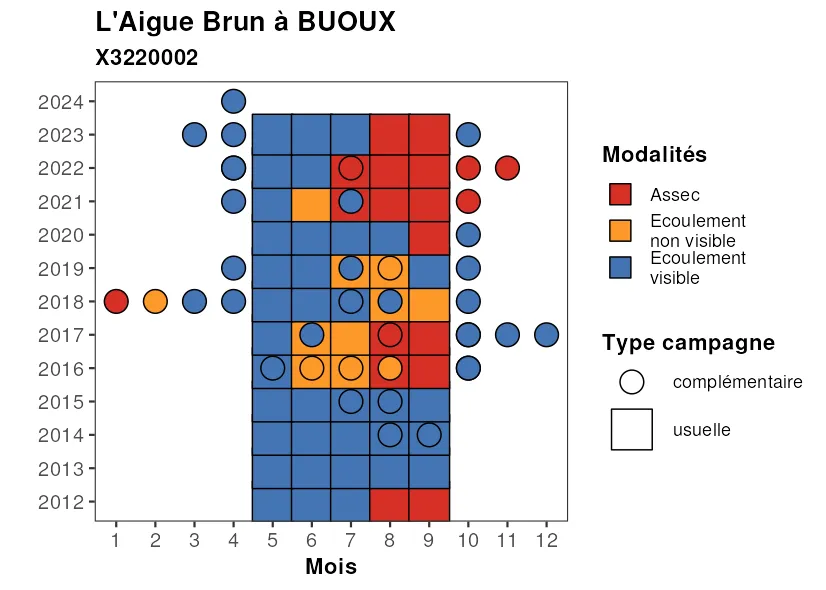 L'Aigue Brun à BUOUX
X3220002
2024
2023
2022
2021
2020
2019
2018
2017
2016
2015
2014
2013
2012
1 2 3 4 5 6 7 8 9 10 11 12
Mois
Modalités
Assec
Ecoulement
non visible
Ecoulement
visible
Type campagne
complémentaire
usuelle